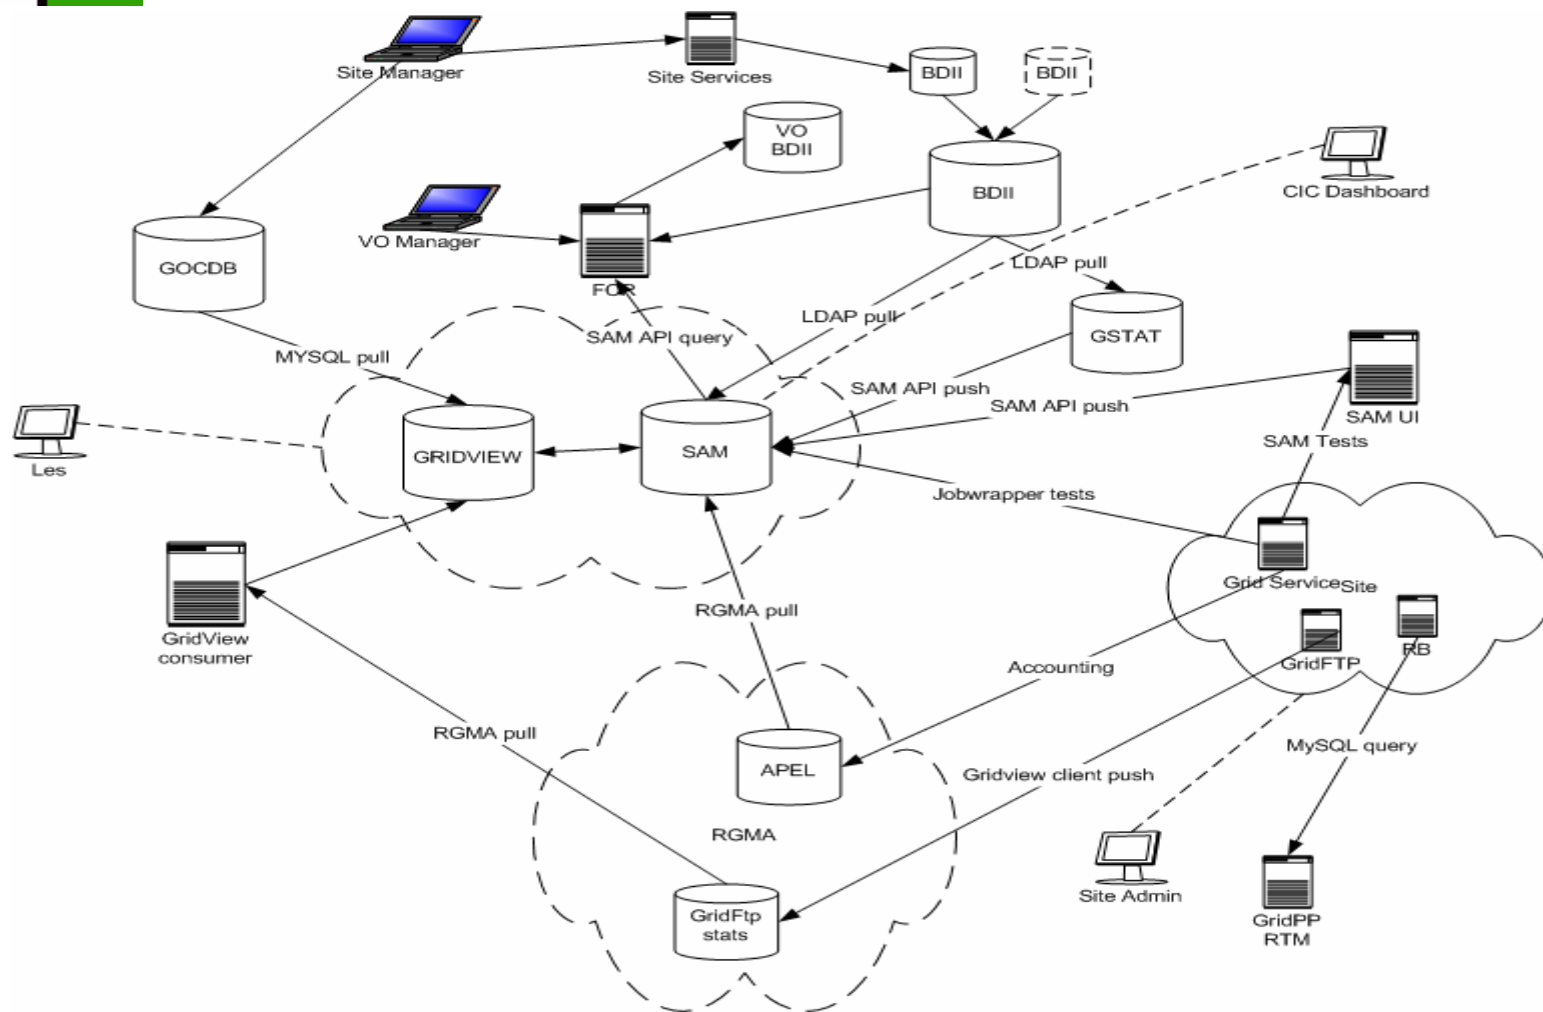 Site Manager
Site Services
BDII
BDII
VO
BDII
BDII
CIC Dashboard
VO Manager
GOCDB
FCR
LDAP pull
LDAP pull
SAM API query
GSTAT
MYSQL pull
SAM API push
SAM API push
SAM UI
Les
GRIDVIEW
SAM
SAM Tests
Jobwrapper tests
Grid Service
Site
GridView
consumer
RGMA pull
GridFTP
RB
Accounting
RGMA pull
MySQL query
APEL
Gridview client push
RGMA
Site Admin
GridFtp
stats
GridPP
RTM